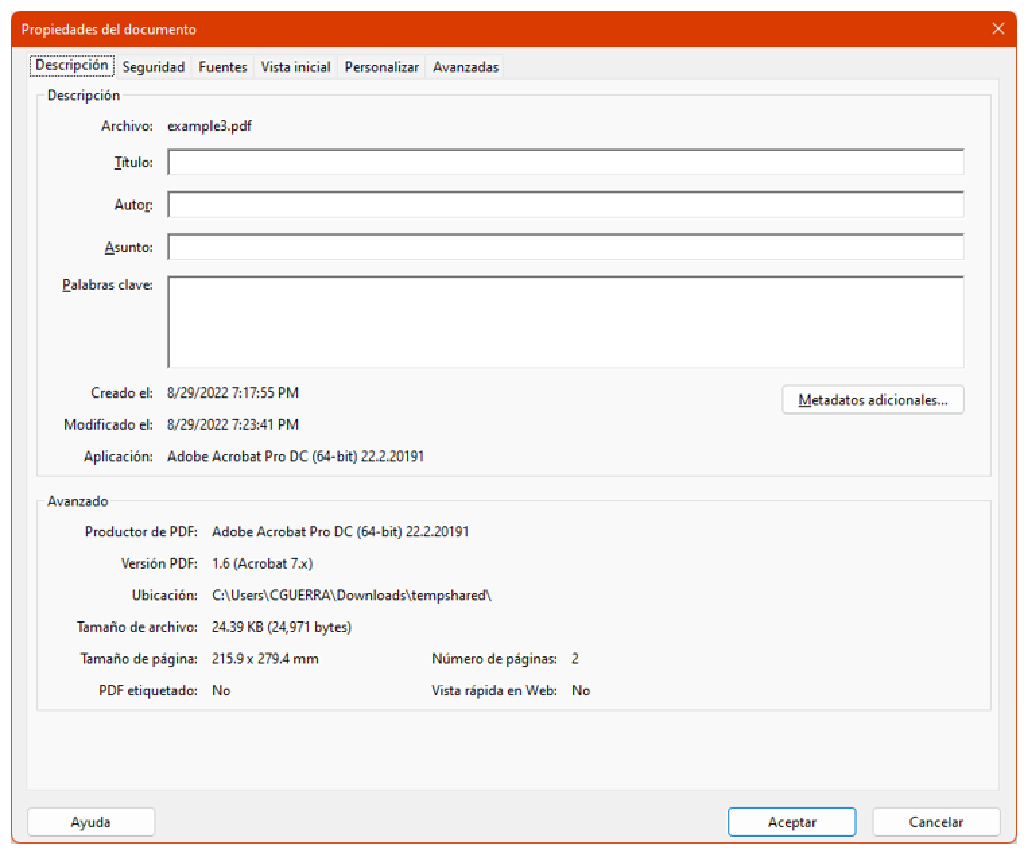 Propiedades del documento
Descripción Seguridad Fuentes Vista inicial Personalizar Avanzadas
Descripción
Archivo: example3.pdf
Título:
Autor:
Asunto:
Palabras clave:
Creado el: 8/29/2022 7:17:55 PM
Metadatos adicionales...
Modificado el: 8/29/2022 7:23:41 PM
Aplicación: Adobe Acrobat Pro DC (64-bit) 22.2.20191
Avanzado
Productor de PDF: Adobe Acrobat Pro DC (64-bit) 22.2.20191
Versión PDF: 1.6 (Acrobat 7.x)
Ubicación: C:\Users\CGUERRA\Downloads\tempshared\
Tamaño de archivo: 24.39 KB (24,971 bytes)
Tamaño de página: 215.9 x 279.4 mm Número de páginas: 2
PDF etiquetado: No Vista rápida en Web: No
Ayuda Aceptar Cancelar